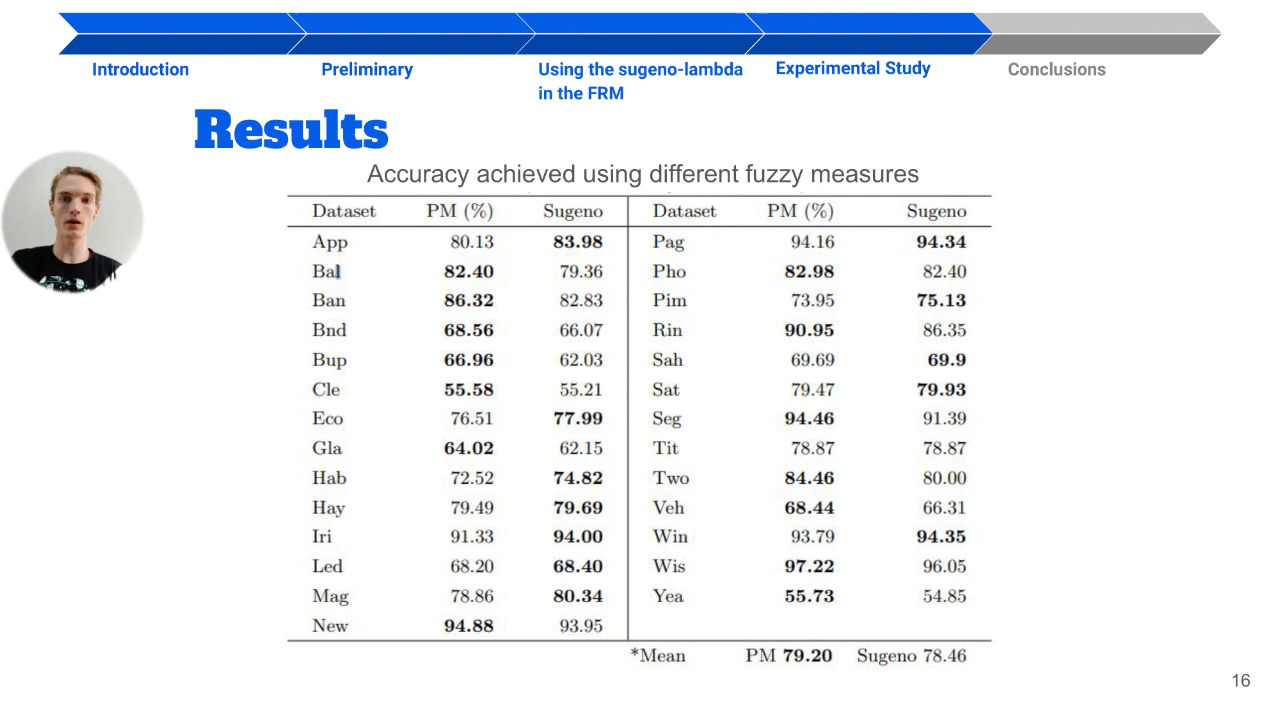 Introduction
Preliminary
Using the sugeno-lambda
in the FRM
Experimental Study
Conclusions
Results
Accuracy achieved using different fuzzy measures
Dataset PM (%) Sugeno Dataset PM (%) Sugeno
App 80.13 83.98 Pag 94.16 94.34
Bal 82.40 79.36 Pho 82.98 82.40
Ban 86.32 82.83 Pim 73.95 75.13
Bnd 68.56 66.07 Rin 90.95 86.35
Bup 66.96 62.03 Sah 69.69 69.9
Cle 55.58 55.21 Sat 79.47 79.93
Eco 76.51 77.99 Seg 94.46 91.39
Gla 64.02 62.15 Tit 78.87 78.87
Hab 72.52 74.82 Two 84.46 80.00
Hay 79.49 79.69 Veh 68.44 66.31
Iri 91.33 94.00 Win 93.79 94.35
Led 68.20 68.40 Wis 97.22 96.05
Mag 78.86 80.34 Yea 55.73 54.85
New 94.88 93.95
*Mean PM 79.20 Sugeno 78.46
16